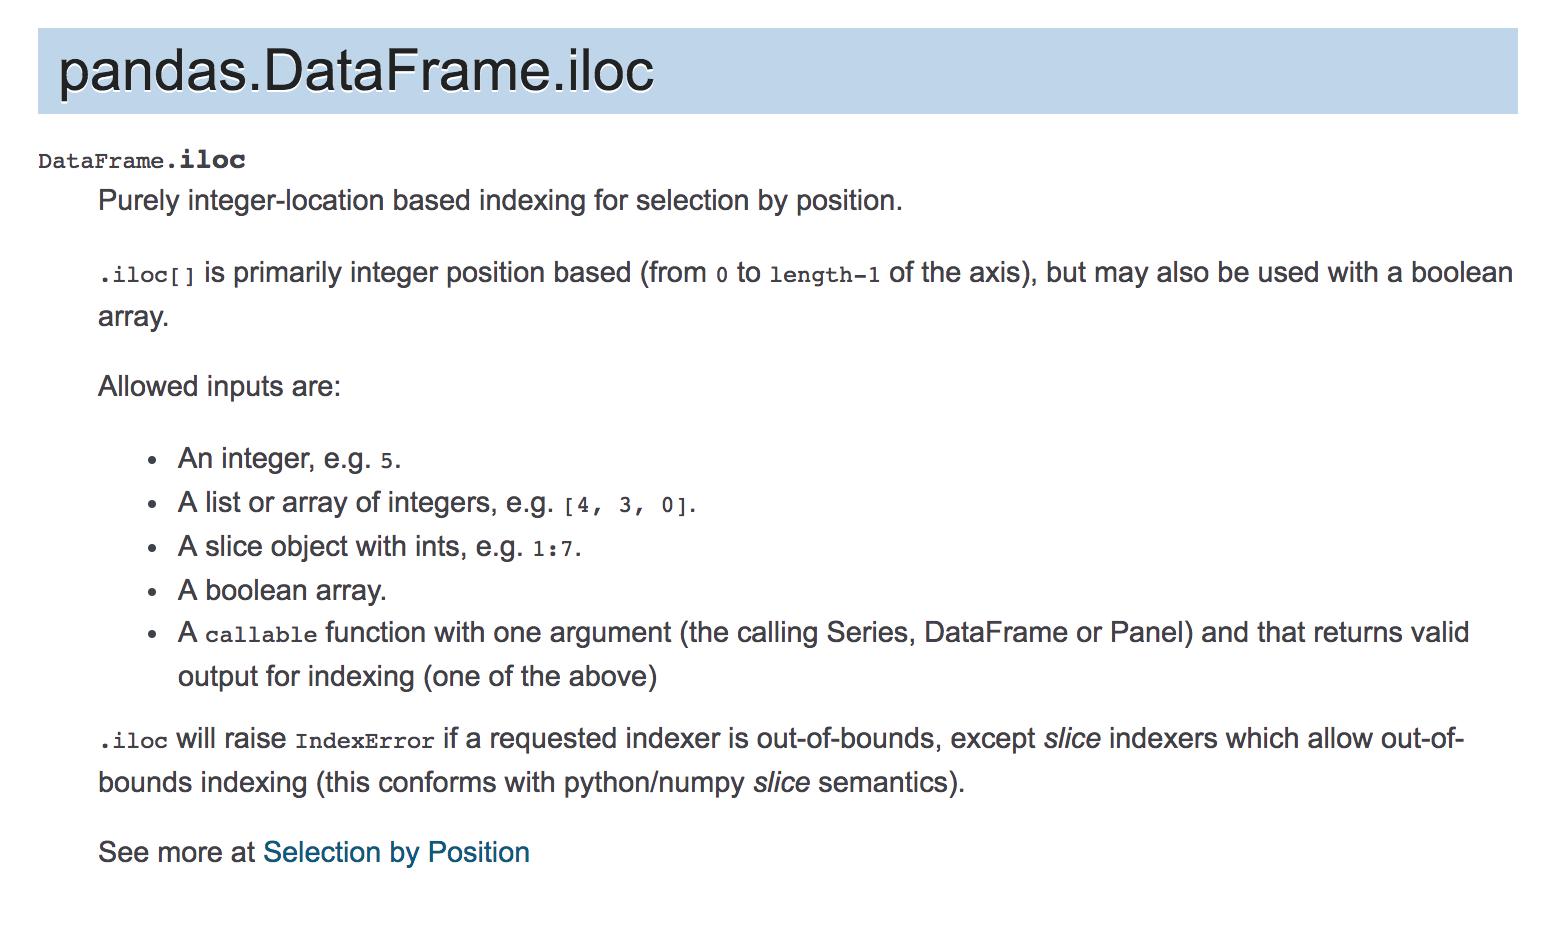 pandas.DataFrame.iloc
DataFrame.iloc
Purely integer-location based indexing for selection by position.
.iloc[] is primarily integer position based (from 0 to length-1 of the axis), but may also be used with a boolean
array.
Allowed inputs are:
• An integer, e.g. 5.
• A list or array of integers, e.g. [4, 3, 0].
• A slice object with ints, e.g. 1:7.
• A boolean array.
• A callable function with one argument (the calling Series, DataFrame or Panel) and that returns valid
output for indexing (one of the above)
.iloc will raise IndexError if a requested indexer is out-of-bounds, except slice indexers which allow out-of-
bounds indexing (this conforms with python/numpy slice semantics).
See more at Selection by Position